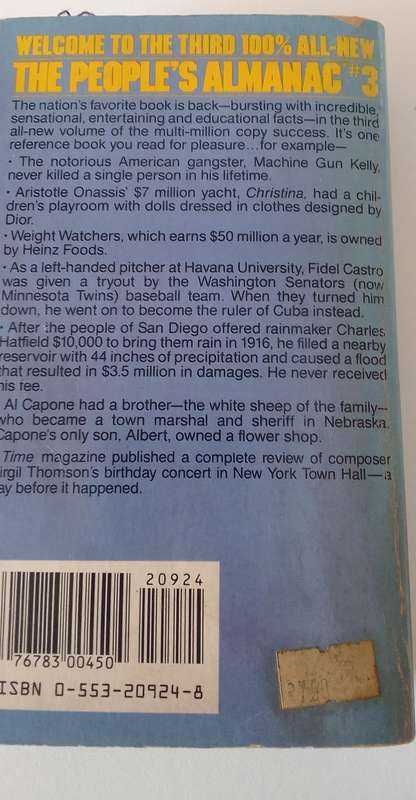 WELCOME TO THE THIRD 100% ALL-NEW
THE PEOPLE'S ALMANAC #3
The nation's favorite book is back—bursting with incredible,
sensational, entertaining and educational facts—in the third
all-new volume of the multi-million copy success. It's one
reference book you read for pleasure...for example—
· The notorious American gangster, Machine Gun Kelly,
never killed a single person in his lifetime.
· Aristotle Onassis' $7 million yacht, Christina, had a chil-
dren's playroom with dolls dressed in clothes designed by
Dior.
· Weight Watchers, which earns $50 million a year, is owned
by Heinz Foods.
· As a left-handed pitcher at Havana University, Fidel Castro
was given a tryout by the Washington Senators (now
Minnesota Twins) baseball team. When they turned him
down, he went on to become the ruler of Cuba instead.
· After the people of San Diego offered rainmaker Charles
Hatfield $10,000 to bring them rain in 1916, he filled a nearby
reservoir with 44 inches of precipitation and caused a flood
that resulted in $3.5 million in damages. He never received
his fee.
Al Capone had a brother—the white sheep of the family—
who became a town marshal and sheriff in Nebraska.
Capone's only son, Albert, owned a flower shop.
Time magazine published a complete review of composer
Virgil Thomson's birthday concert in New York Town Hall—a
ay before it happened.
20924
76783 00450
ISBN 0-553-20924-8